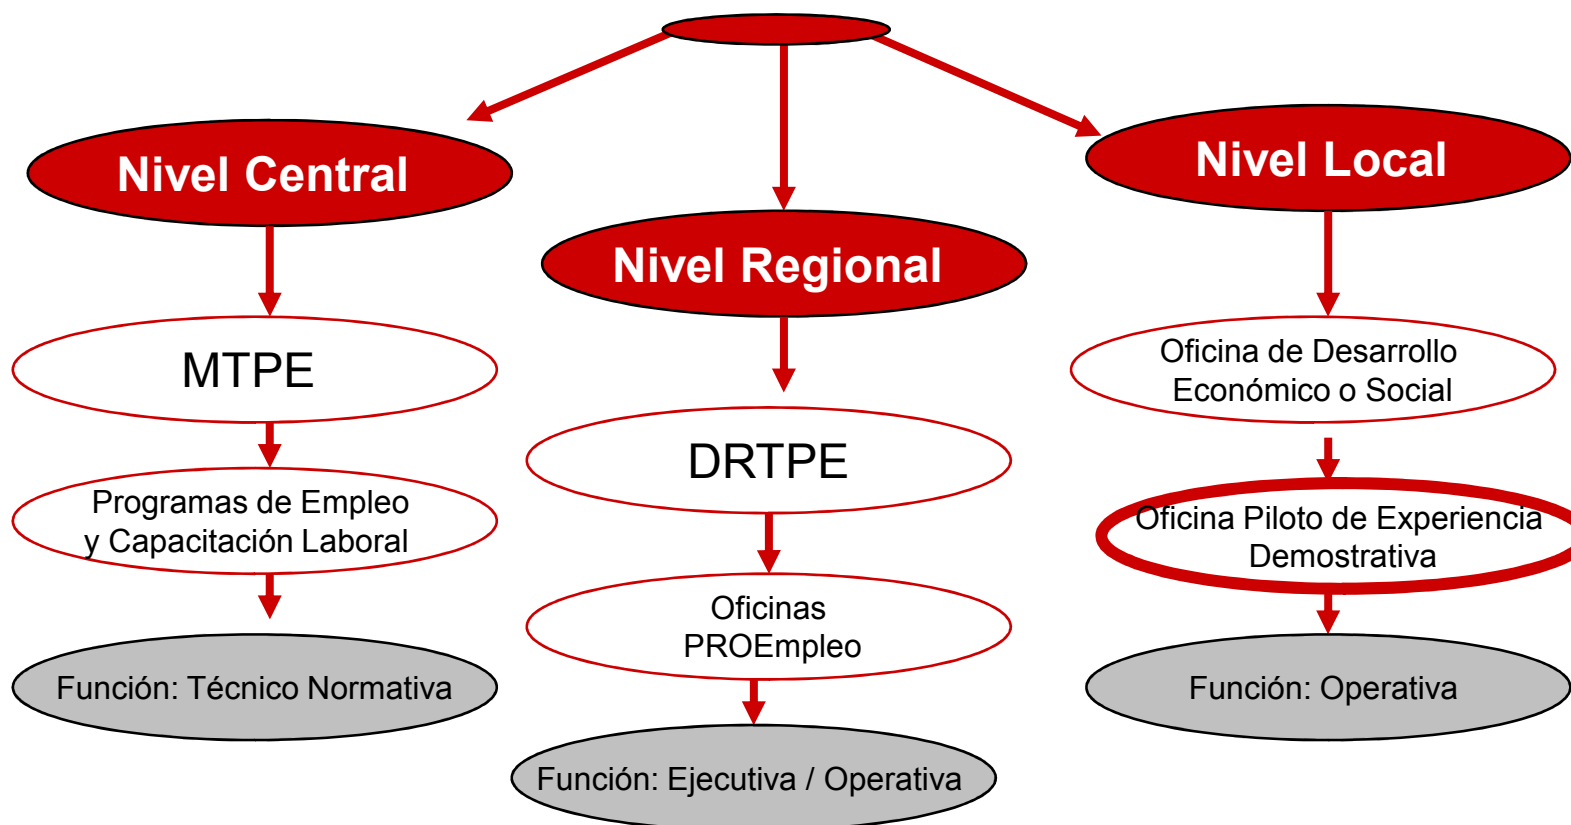 Nivel Central
MTPE
Programas de Empleo
y Capacitación Laboral
Función: Técnico Normativa
Nivel Regional
DRTPE
Oficinas
PROEmpleo
Función: Ejecutiva / Operativa
Nivel Local
Oficina de Desarrollo
Económico o Social
Oficina Piloto de Experiencia
Demostrativa
Función: Operativa